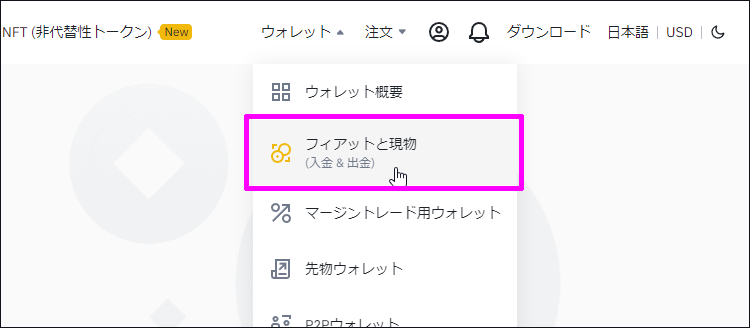 NFT (非代替性トークン) New ウォレット 注文 ダウンロード 日本語 | USD |
ウォレット概要
フィアットと現物
(入金 & 出金)
マージントレード用ウォレット
先物ウォレット
P2Pウォレット